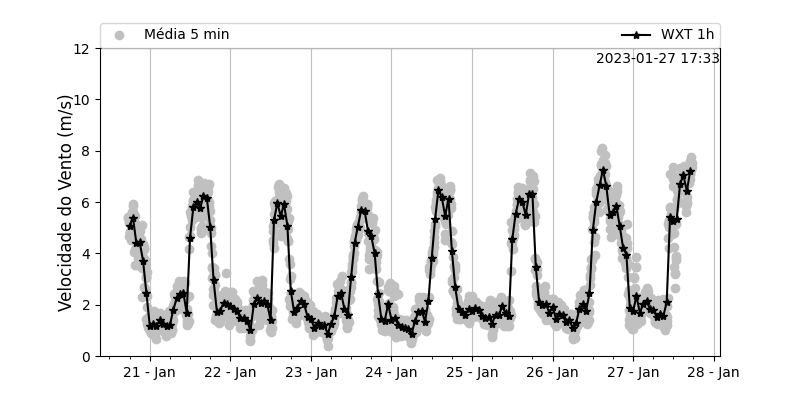 Média 5 min WXT 1h
2023-01-27 17:33
Velocidade do Vento (m/s)
12
10
8
6
4
2
0
21 - Jan 22 - Jan 23 - Jan 24 - Jan 25 - Jan 26 - Jan 27 - Jan 28 - Jan